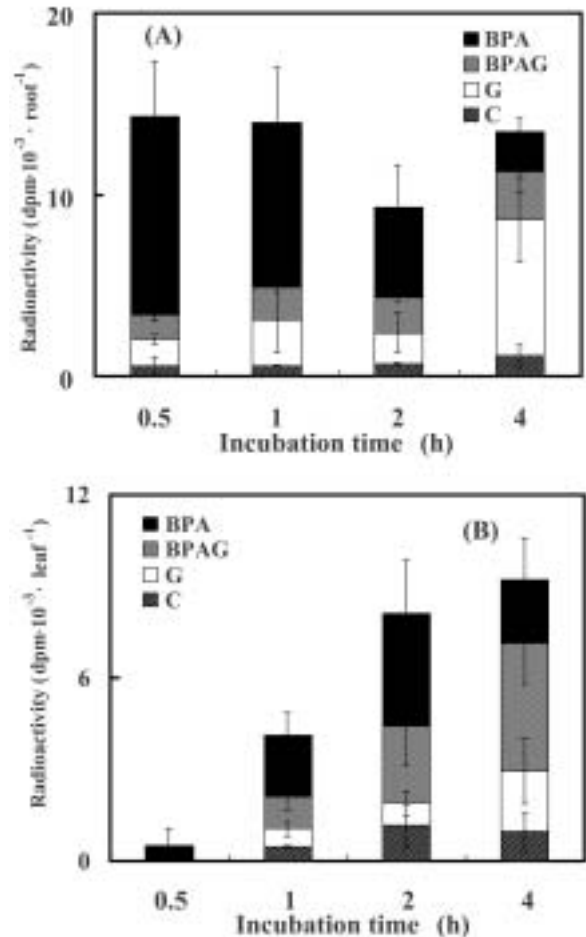 (A)
BPA
BPAG
G
C
Radioactivity (dpm·10⁻³ · root⁻¹)
10
0
0.5 1 2 4
Incubation time (h)
12
BPA
BPAG
G
C
(B)
Radioactivity (dpm·10⁻³ · leaf⁻¹)
6
0
0.5 1 2 4
Incubation time (h)